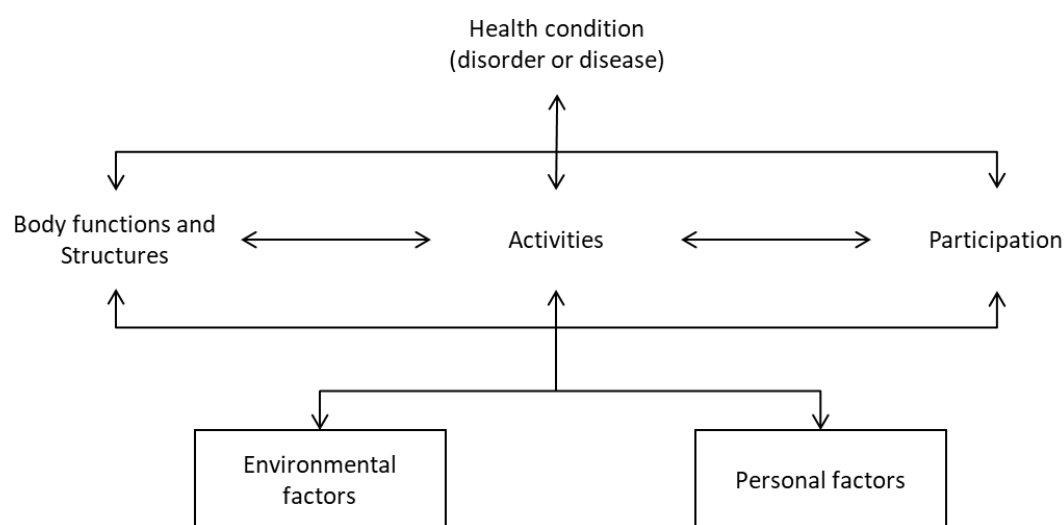 Health condition
(disorder or disease)
Body functions and
Structures
Activities
Participation
Environmental
factors
Personal factors